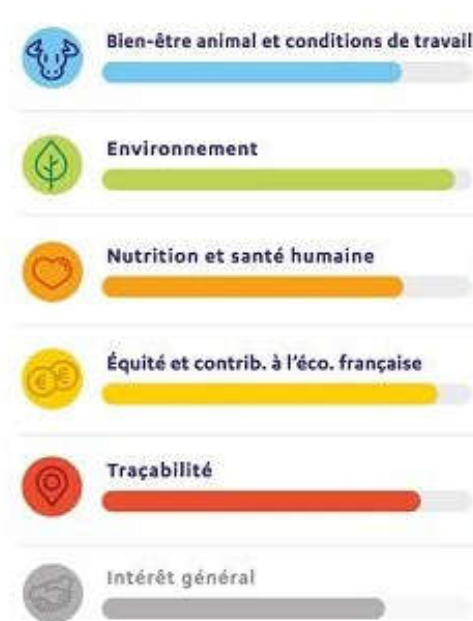 Bien-être animal et conditions de travail
Environnement
Nutrition et santé humaine
Équité et contrib. à l'éco. française
Traçabilité
Intérêt général